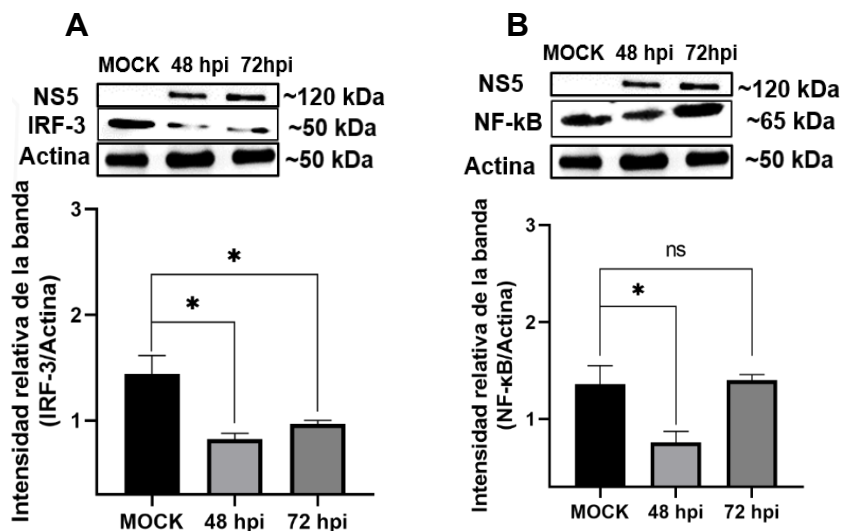 A
MOCK 48 hpi 72hpi
NS5 ~120 kDa
IRF-3 ~50 kDa
Actina ~50 kDa
Intensidad relativa de la banda
(IRF-3/Actina)
3
2
1
*
*
MOCK 48 hpi 72 hpi
B
MOCK 48 hpi 72hpi
NS5 ~120 kDa
NF-kB ~65 kDa
Actina ~50 kDa
Intensidad relativa de la banda
(NF-κB/Actina)
3
2
1
ns
*
MOCK 48 hpi 72 hpi